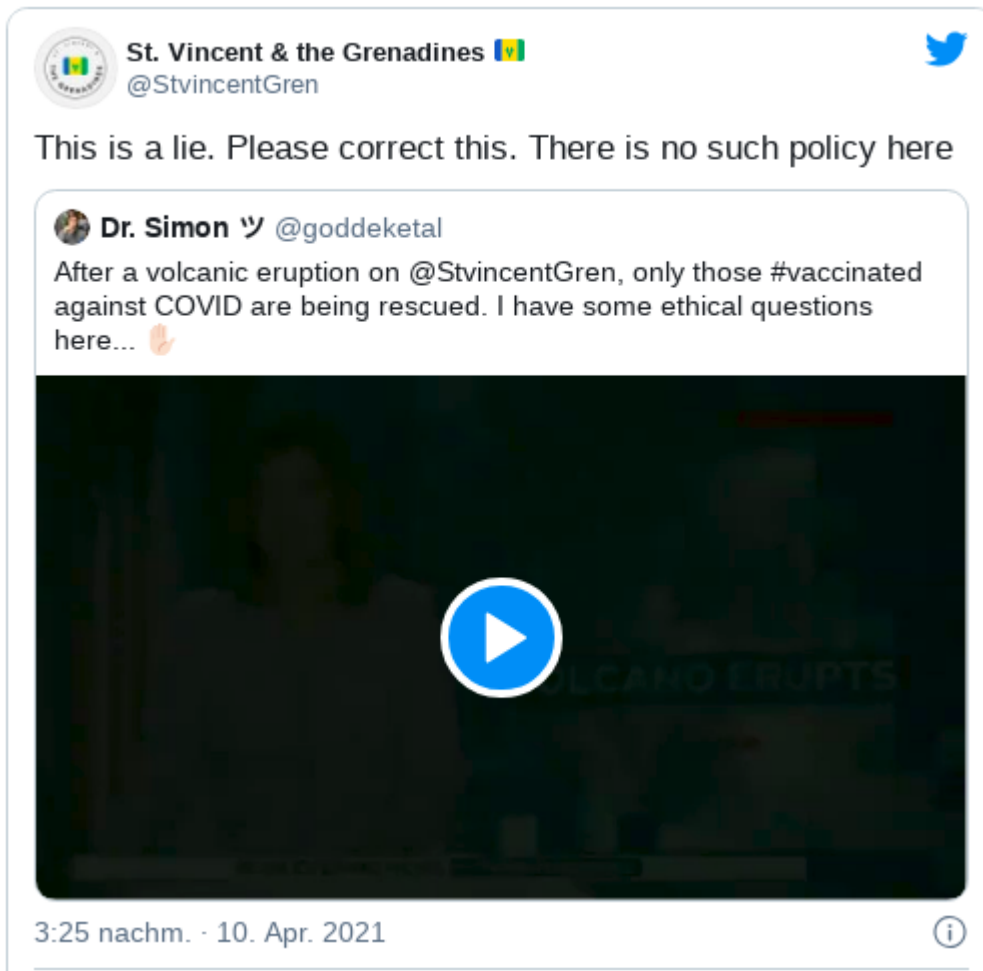 St. Vincent & the Grenadines 🇻🇨
@StvincentGren
This is a lie. Please correct this. There is no such policy here
Dr. Simon ツ @goddeketal
After a volcanic eruption on @StvincentGren, only those #vaccinated
against COVID are being rescued. I have some ethical questions
here... ✋🏻
VOLCANO ERUPTS
3:25 nachm. · 10. Apr. 2021